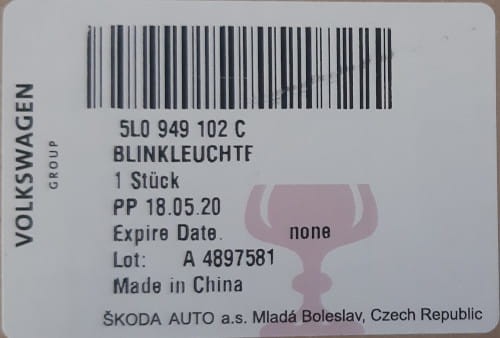 VOLKSWAGEN
GROUP
5L0 949 102 C
BLINKLEUCHTE
1 Stück
PP 18.05.20
Expire Date. none
Lot: A 4897581
Made in China
ŠKODA AUTO a.s. Mladá Boleslav, Czech Republic